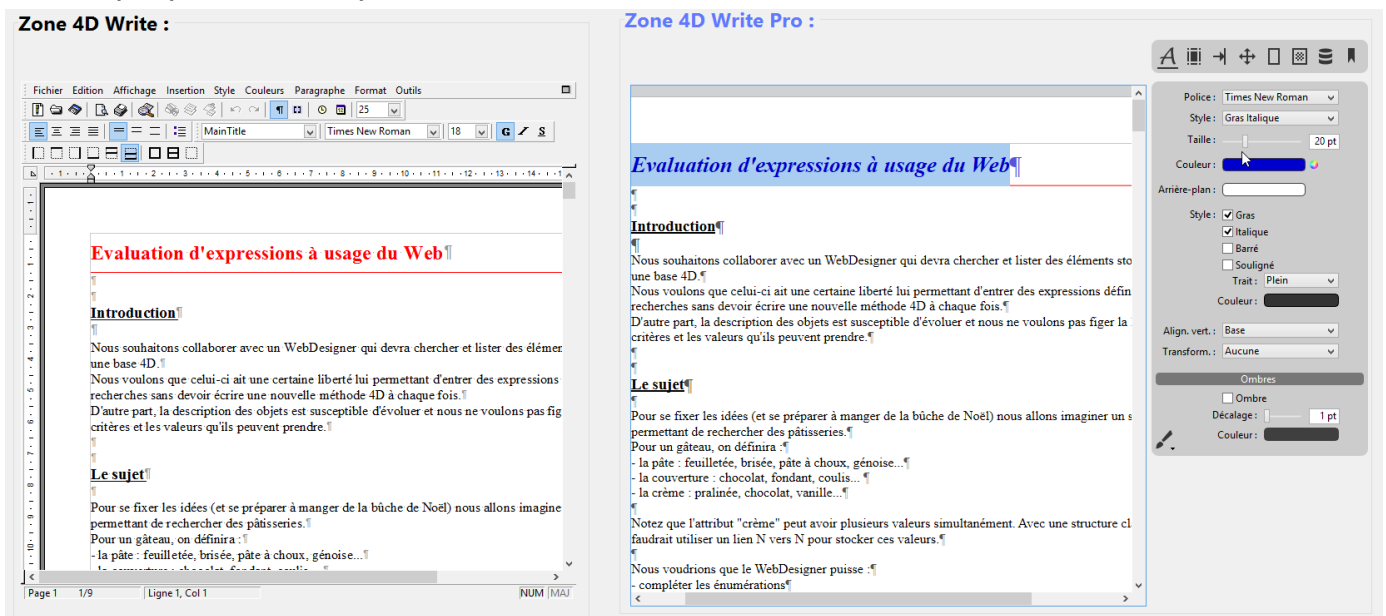 Zone 4D Write :
Fichier Edition Affichage Insertion Style Couleurs Paragraphe Format Outils
25
MainTitle Times New Roman 18 G I S
1 1 2 3 4 5 6 7 8 9 10 11 12 13 14 1
Evaluation d'expressions à usage du Web¶
¶
¶
Introduction¶
¶
Nous souhaitons collaborer avec un WebDesigner qui devra chercher et lister des élémen
une base 4D.¶
Nous voulons que celui-ci ait une certaine liberté lui permettant d'entrer des expressions
recherches sans devoir écrire une nouvelle méthode 4D à chaque fois.¶
D'autre part, la description des objets est susceptible d'évoluer et nous ne voulons pas fig
critères et les valeurs qu'ils peuvent prendre.¶
¶
¶
Le sujet¶
¶
Pour se fixer les idées (et se préparer à manger de la bûche de Noël) nous allons imagine
permettant de rechercher des pâtisseries.¶
Pour un gâteau, on définira :¶
- la pâte : feuilletée, brisée, pâte à choux, génoise...¶
Page 1 1/9 Ligne 1, Col 1 NUM MAJ
Zone 4D Write Pro :
Evaluation d'expressions à usage du Web¶
¶
¶
Introduction¶
¶
Nous souhaitons collaborer avec un WebDesigner qui devra chercher et lister des éléments sto
une base 4D.¶
Nous voulons que celui-ci ait une certaine liberté lui permettant d'entrer des expressions défin
recherches sans devoir écrire une nouvelle méthode 4D à chaque fois.¶
D'autre part, la description des objets est susceptible d'évoluer et nous ne voulons pas figer la
critères et les valeurs qu'ils peuvent prendre.¶
¶
¶
Le sujet¶
¶
Pour se fixer les idées (et se préparer à manger de la bûche de Noël) nous allons imaginer un s
permettant de rechercher des pâtisseries.¶
Pour un gâteau, on définira :¶
- la pâte : feuilletée, brisée, pâte à choux, génoise...¶
- la couverture : chocolat, fondant, coulis... ¶
- la crème : pralinée, chocolat, vanille...¶
¶
Notez que l'attribut "crème" peut avoir plusieurs valeurs simultanément. Avec une structure cl
faudrait utiliser un lien N vers N pour stocker ces valeurs.¶
¶
Nous voudrions que le WebDesigner puisse :¶
- compléter les énumérations¶
A
Police : Times New Roman
Style : Gras Italique
Taille : 20 pt
Couleur :
Arrière-plan :
Style : Gras
Italique
Barré
Souligné
Trait : Plein
Couleur :
Align. vert. : Base
Transform. : Aucune
Ombres
Ombre
Décalage : 1 pt
Couleur :